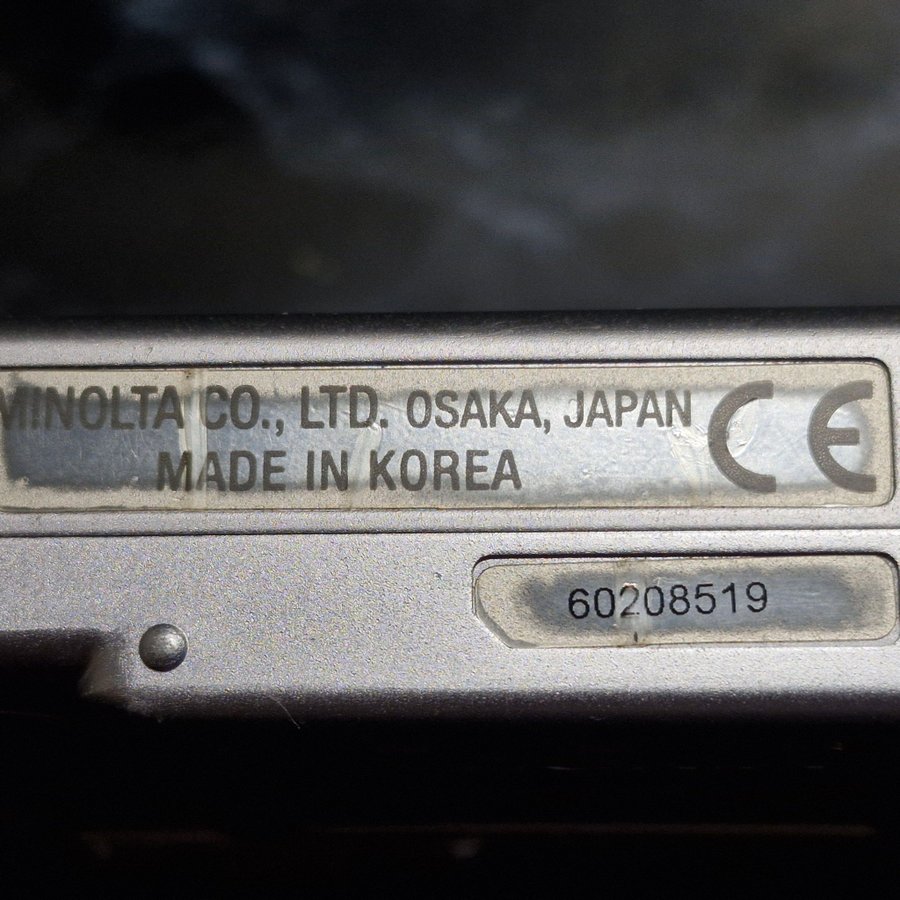 MINOLTA CO., LTD. OSAKA, JAPAN CE
MADE IN KOREA
60208519